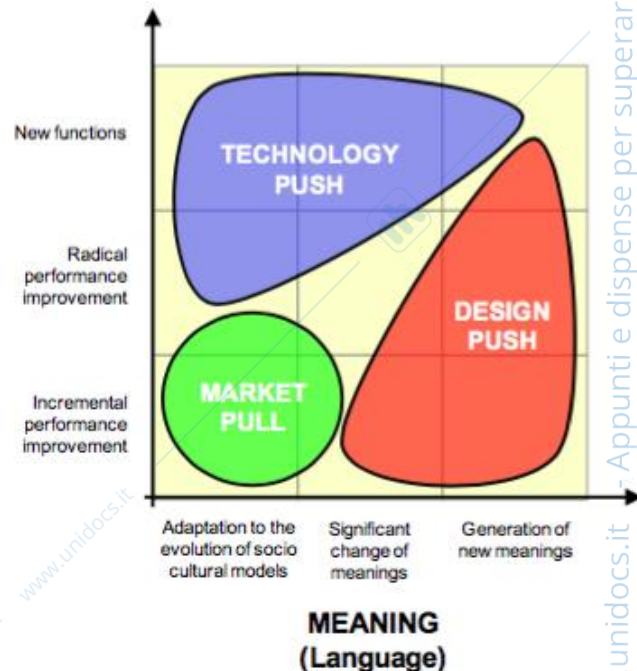 New functions
TECHNOLOGY
PUSH
Radical
performance
improvement
DESIGN
PUSH
MARKET
PULL
Incremental
performance
improvement
Adaptation to the
evolution of socio
cultural models
Significant
change of
meanings
Generation of
new meanings
MEANING
(Language)
www.unidocs.it
unidocs.it - Appunti e dispense per superar